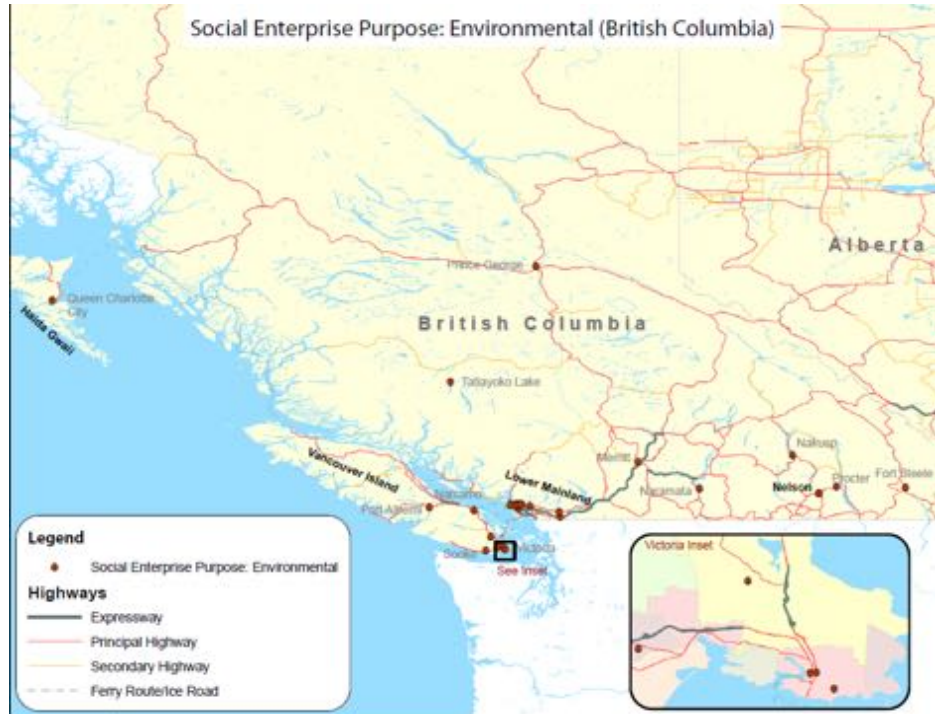 Social Enterprise Purpose: Environmental (British Columbia)
Alberta
Prince George
Queen Charlotte
City
Haida Gwaii
British Columbia
Tatlayoko Lake
Vancouver Island
Lower Mainland
Merritt
Nakusp
Nanaimo
Port Alberni
Naramata
Nelson
Procter
Fort Steele
Sooke
Victoria
See Inset
Victoria Inset
Legend
Social Enterprise Purpose: Environmental
Highways
Expressway
Principal Highway
Secondary Highway
Ferry Route/Ice Road